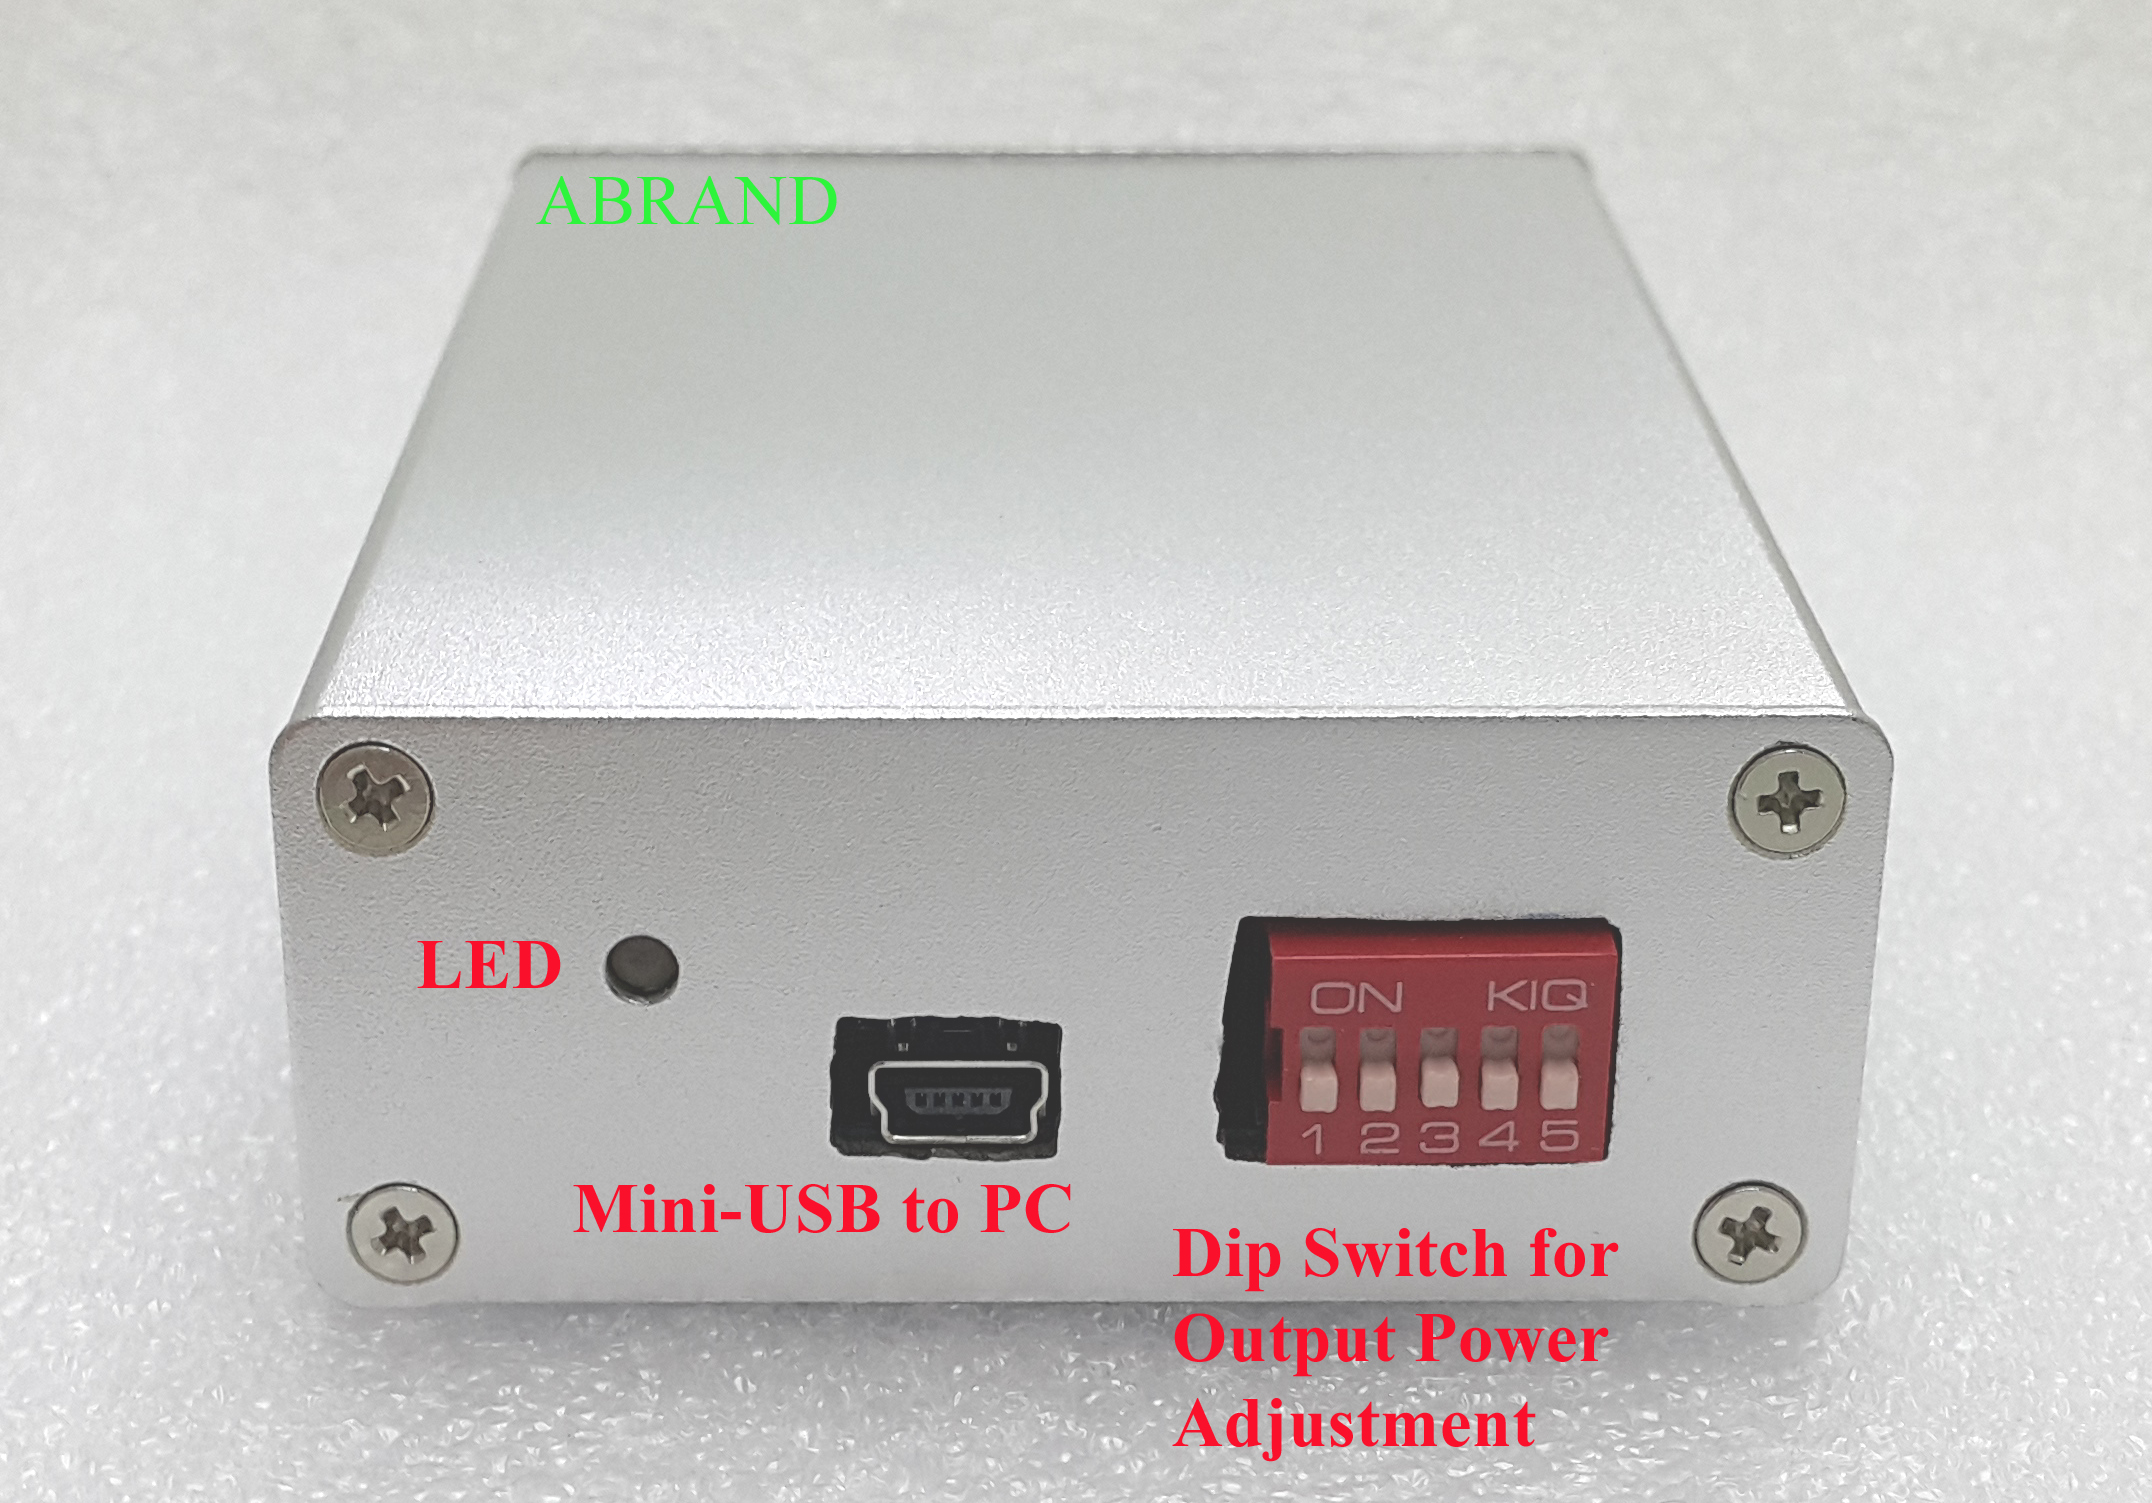 ABRAND
LED
ON KIQ
1 2 3 4 5
Mini-USB to PC
Dip Switch for
Output Power
Adjustment